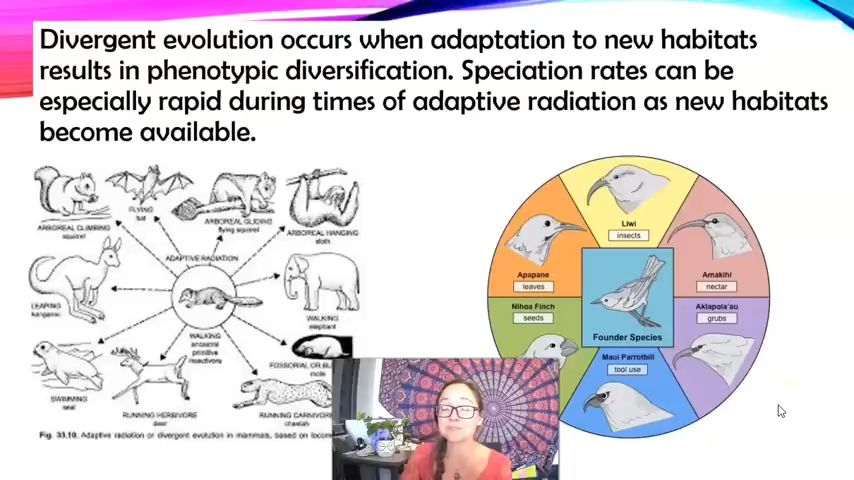 Divergent evolution occurs when adaptation to new habitats
results in phenotypic diversification. Speciation rates can be
especially rapid during times of adaptive radiation as new habitats
become available.
ARBOREAL CLIMBING
squirrel
FLYING
bat
ARBOREAL GLIDING
flying squirrel
ARBOREAL HANGING
sloth
ADAPTIVE RADIATION
LEAPING
kangaroo
WALKING
ancestral
primitive
insectivore
WALKING
elephant
FOSSORIAL OR
mole
SWIMMING
seal
RUNNING HERBIVORE
deer
RUNNING CARNIVORE
cheetah
Fig. 33.10. Adaptive radiation or divergent evolution in mammals, based on
Liwi
insects
Apapane
leaves
Amakihi
nectar
Nihoa Finch
seeds
Founder Species
Akiapola'au
grubs
Maui Parrotbill
tool use